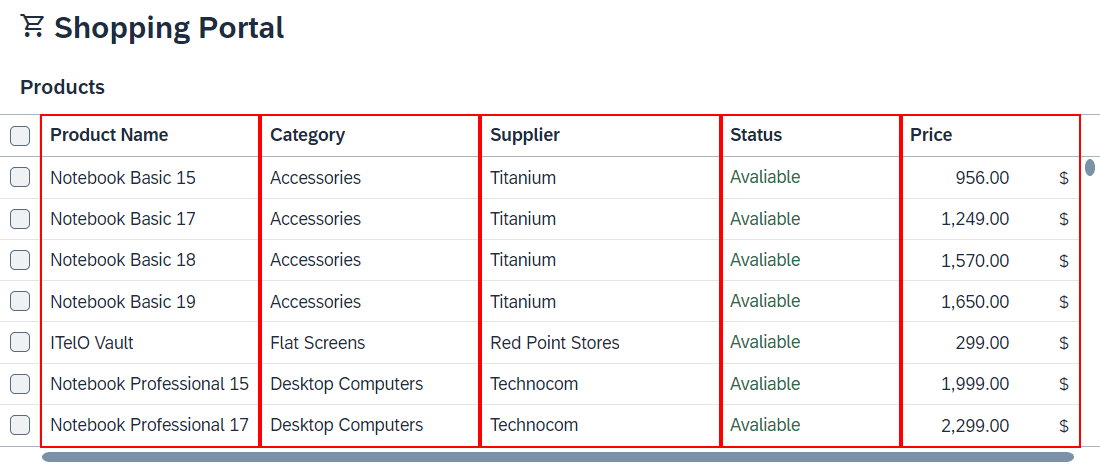 Shopping Portal
Products
Product Name Category Supplier Status Price
Notebook Basic 15 Accessories Titanium Avaliable 956.00 $
Notebook Basic 17 Accessories Titanium Avaliable 1,249.00 $
Notebook Basic 18 Accessories Titanium Avaliable 1,570.00 $
Notebook Basic 19 Accessories Titanium Avaliable 1,650.00 $
ITelO Vault Flat Screens Red Point Stores Avaliable 299.00 $
Notebook Professional 15 Desktop Computers Technocom Avaliable 1,999.00 $
Notebook Professional 17 Desktop Computers Technocom Avaliable 2,299.00 $